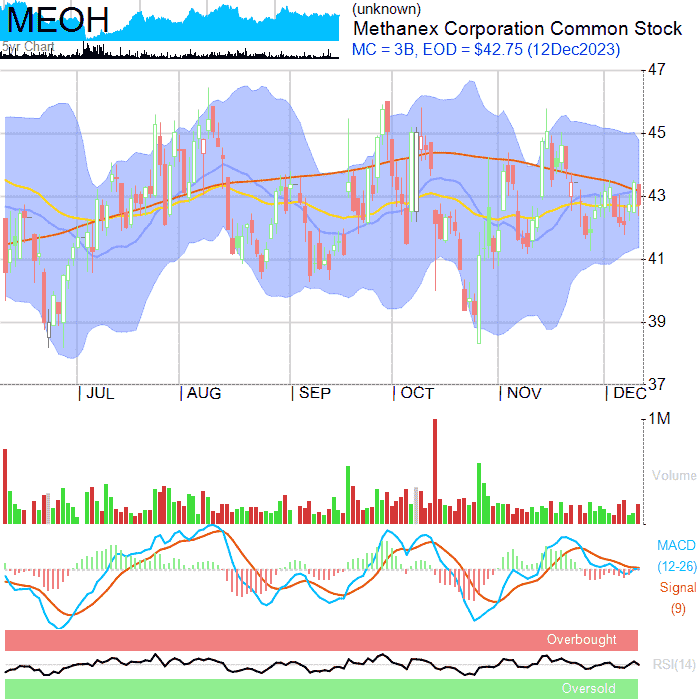 MEOH
5yr Chart
(unknown)
Methanex Corporation Common Stock
MC = 3B, EOD = $42.75 (12Dec2023)
47
45
43
41
39
37
JUL
AUG
SEP
OCT
NOV
DEC
1M
Volume
MACD
(12-26)
Signal
(9)
Overbought
RSI(14)
Oversold